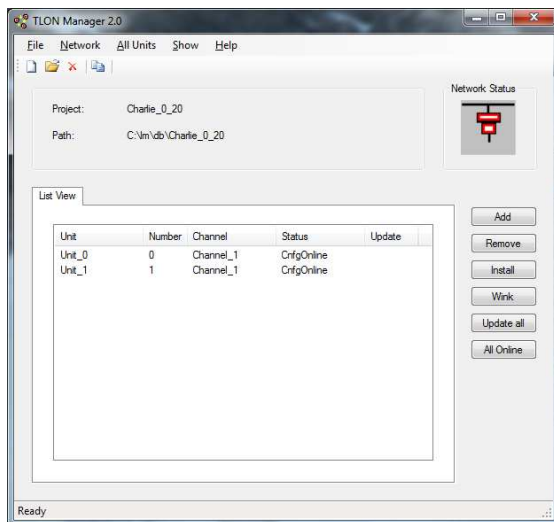 TLON Manager 2.0
File Network All Units Show Help
Network Status
Project: Charlie_0_20
Path: C:\lm\db\Charlie_0_20
List View
Unit Number Channel Status Update
Unit_0 0 Channel_1 CnfgOnline
Unit_1 1 Channel_1 CnfgOnline
Add
Remove
Install
Wink
Update all
All Online
Ready